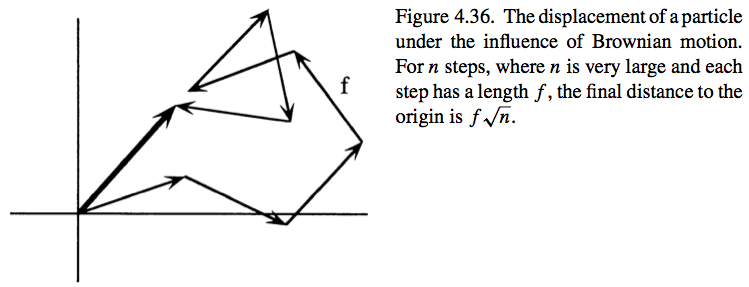 Figure 4.36. The displacement of a particle
under the influence of Brownian motion.
For n steps, where n is very large and each
step has a length f, the final distance to the
origin is f√n.
f